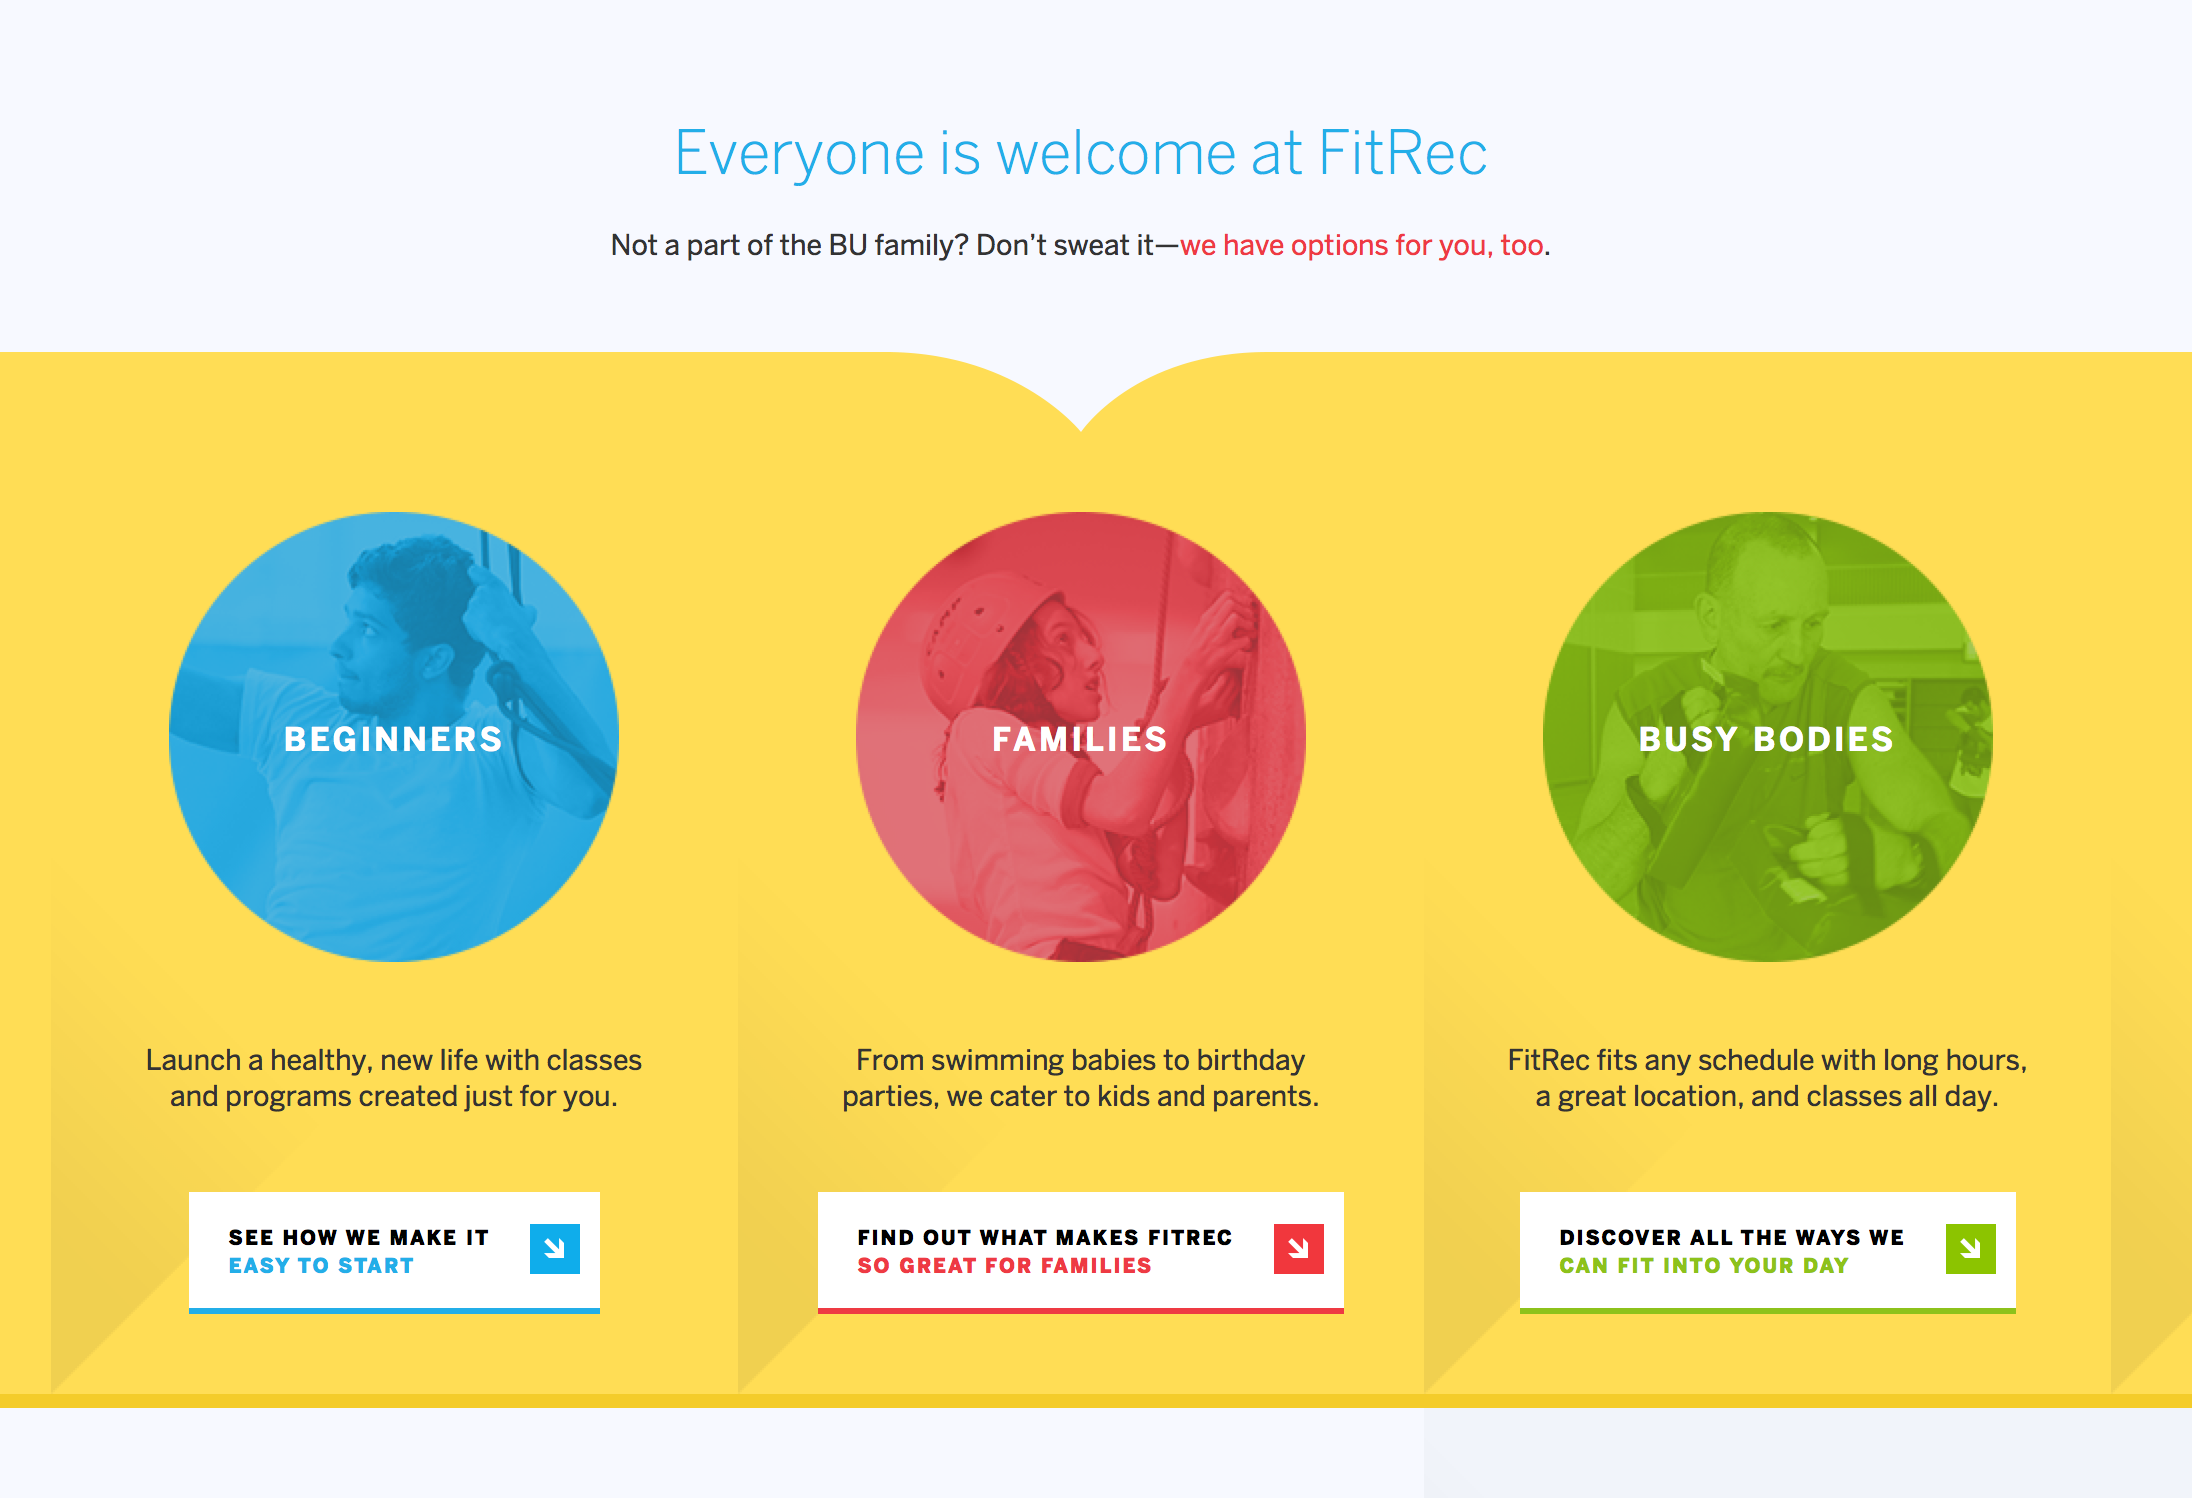 Everyone is welcome at FitRec
Not a part of the BU family? Don’t sweat it—we have options for you, too.
BEGINNERS
Launch a healthy, new life with classes
and programs created just for you.
SEE HOW WE MAKE IT
EASY TO START
FAMILIES
From swimming babies to birthday
parties, we cater to kids and parents.
FIND OUT WHAT MAKES FITREC
SO GREAT FOR FAMILIES
BUSY BODIES
FitRec fits any schedule with long hours,
a great location, and classes all day.
DISCOVER ALL THE WAYS WE
CAN FIT INTO YOUR DAY